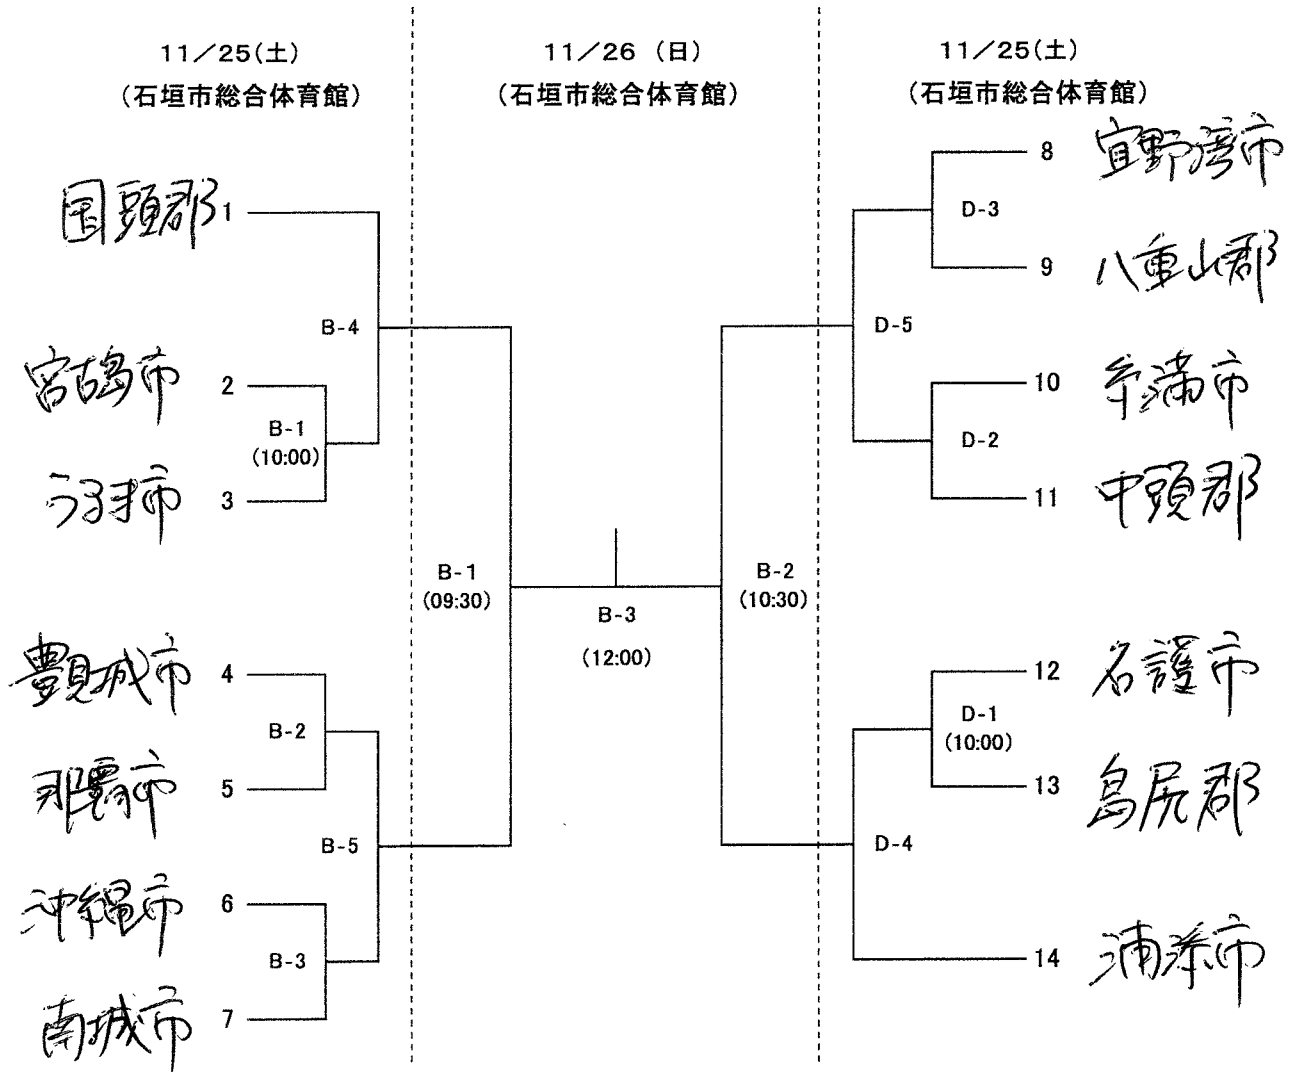 11／25(土)
(石垣市総合体育館)
11／26 (日)
(石垣市総合体育館)
11／25(土)
(石垣市総合体育館)
国頭郡 1
B-4
宮古島市 2
B-1
(10:00)
うるま市 3
豊見城市 4
B-2
那覇市 5
B-5
沖縄市 6
B-3
南城市 7
B-1
(09:30)
B-3
(12:00)
B-2
(10:30)
8 宜野湾市
D-3
9 八重山郡
D-5
10 糸満市
D-2
11 中頭郡
12 名護市
D-1
(10:00)
13 島尻郡
D-4
14 浦添市